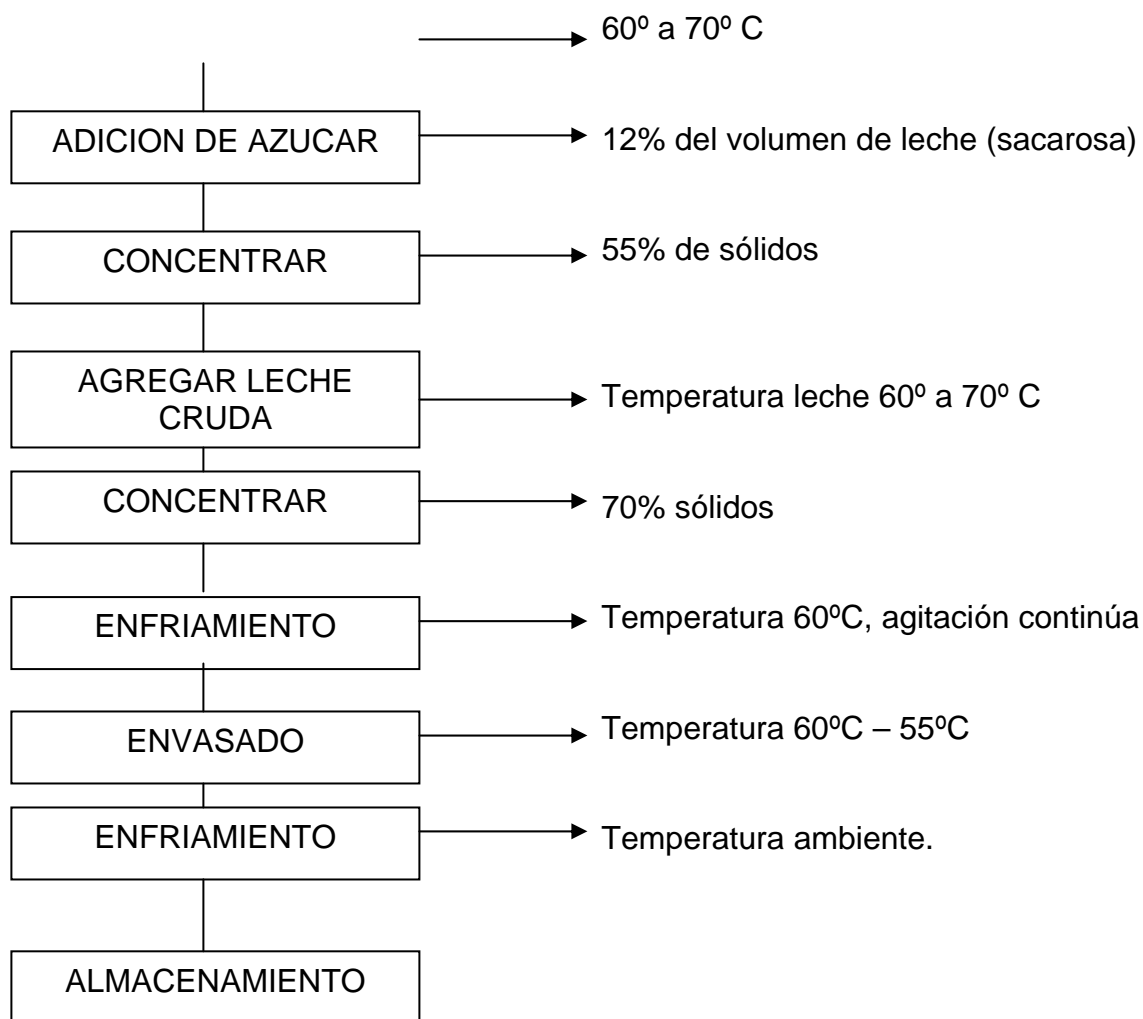 60º a 70º C
ADICION DE AZUCAR
12% del volumen de leche (sacarosa)
CONCENTRAR
55% de sólidos
AGREGAR LECHE
CRUDA
Temperatura leche 60º a 70º C
CONCENTRAR
70% sólidos
ENFRIAMIENTO
Temperatura 60ºC, agitación continúa
ENVASADO
Temperatura 60ºC – 55ºC
ENFRIAMIENTO
Temperatura ambiente.
ALMACENAMIENTO